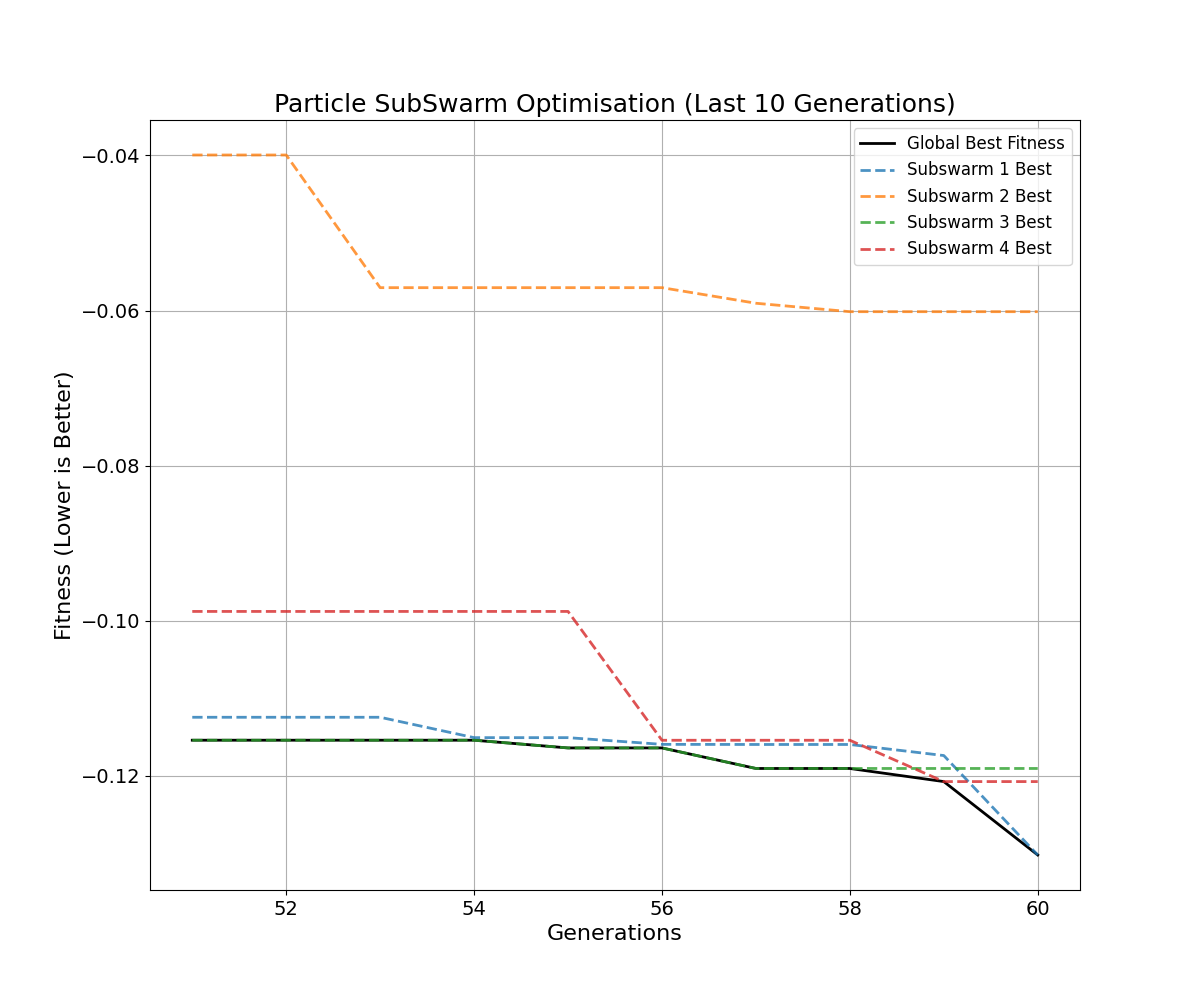 Particle SubSwarm Optimisation (Last 10 Generations)
Global Best Fitness
Subswarm 1 Best
Subswarm 2 Best
Subswarm 3 Best
Subswarm 4 Best
Fitness (Lower is Better)
−0.04
−0.06
−0.08
−0.10
−0.12
52 54 56 58 60
Generations